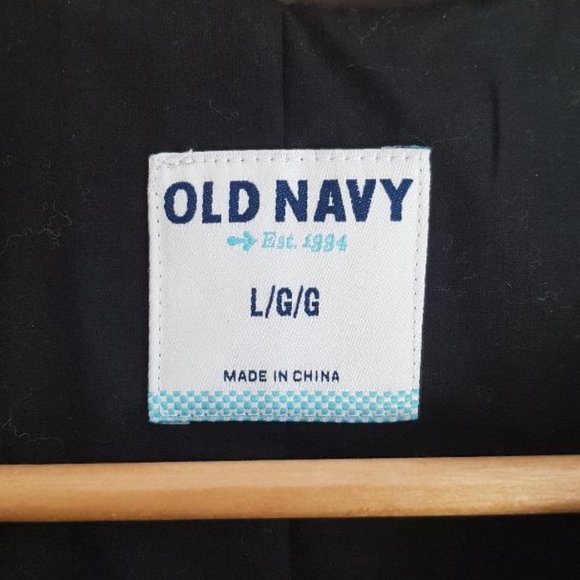 OLD NAVY
Est. 1994
L/G/G
MADE IN CHINA